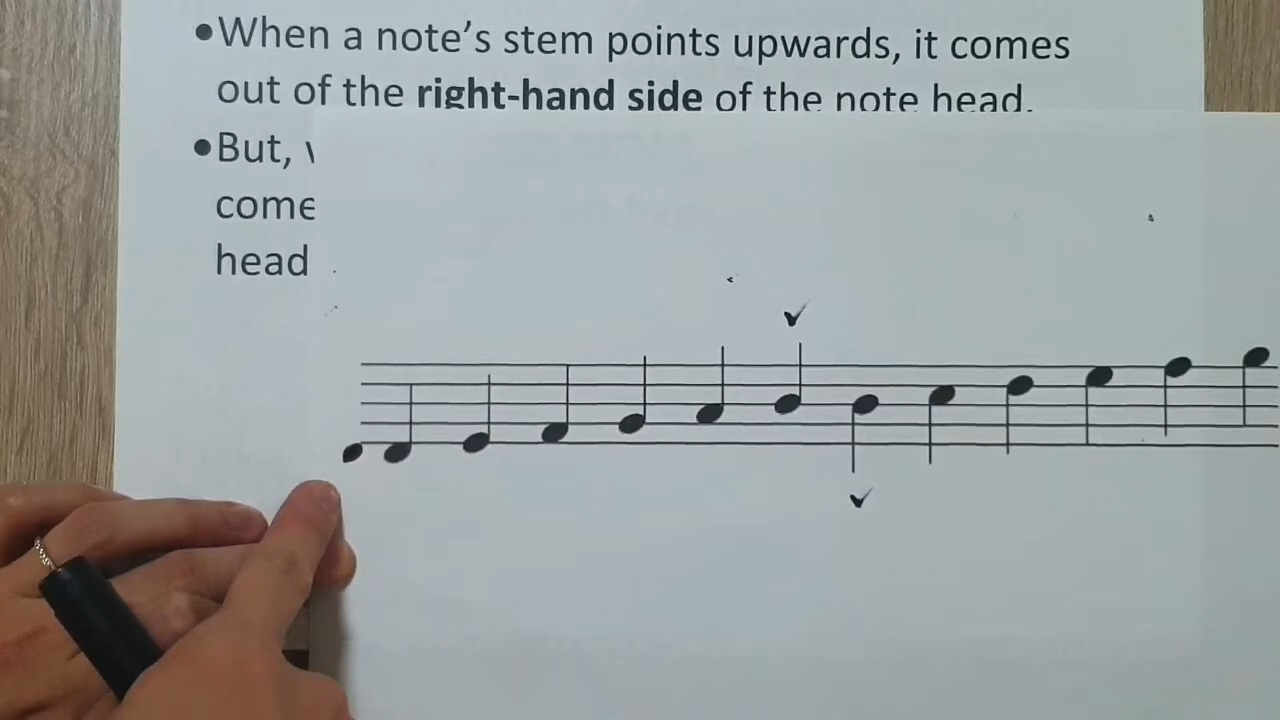 •When a note's stem points upwards, it comes
out of the right-hand side of the note head.
•But,
come
head